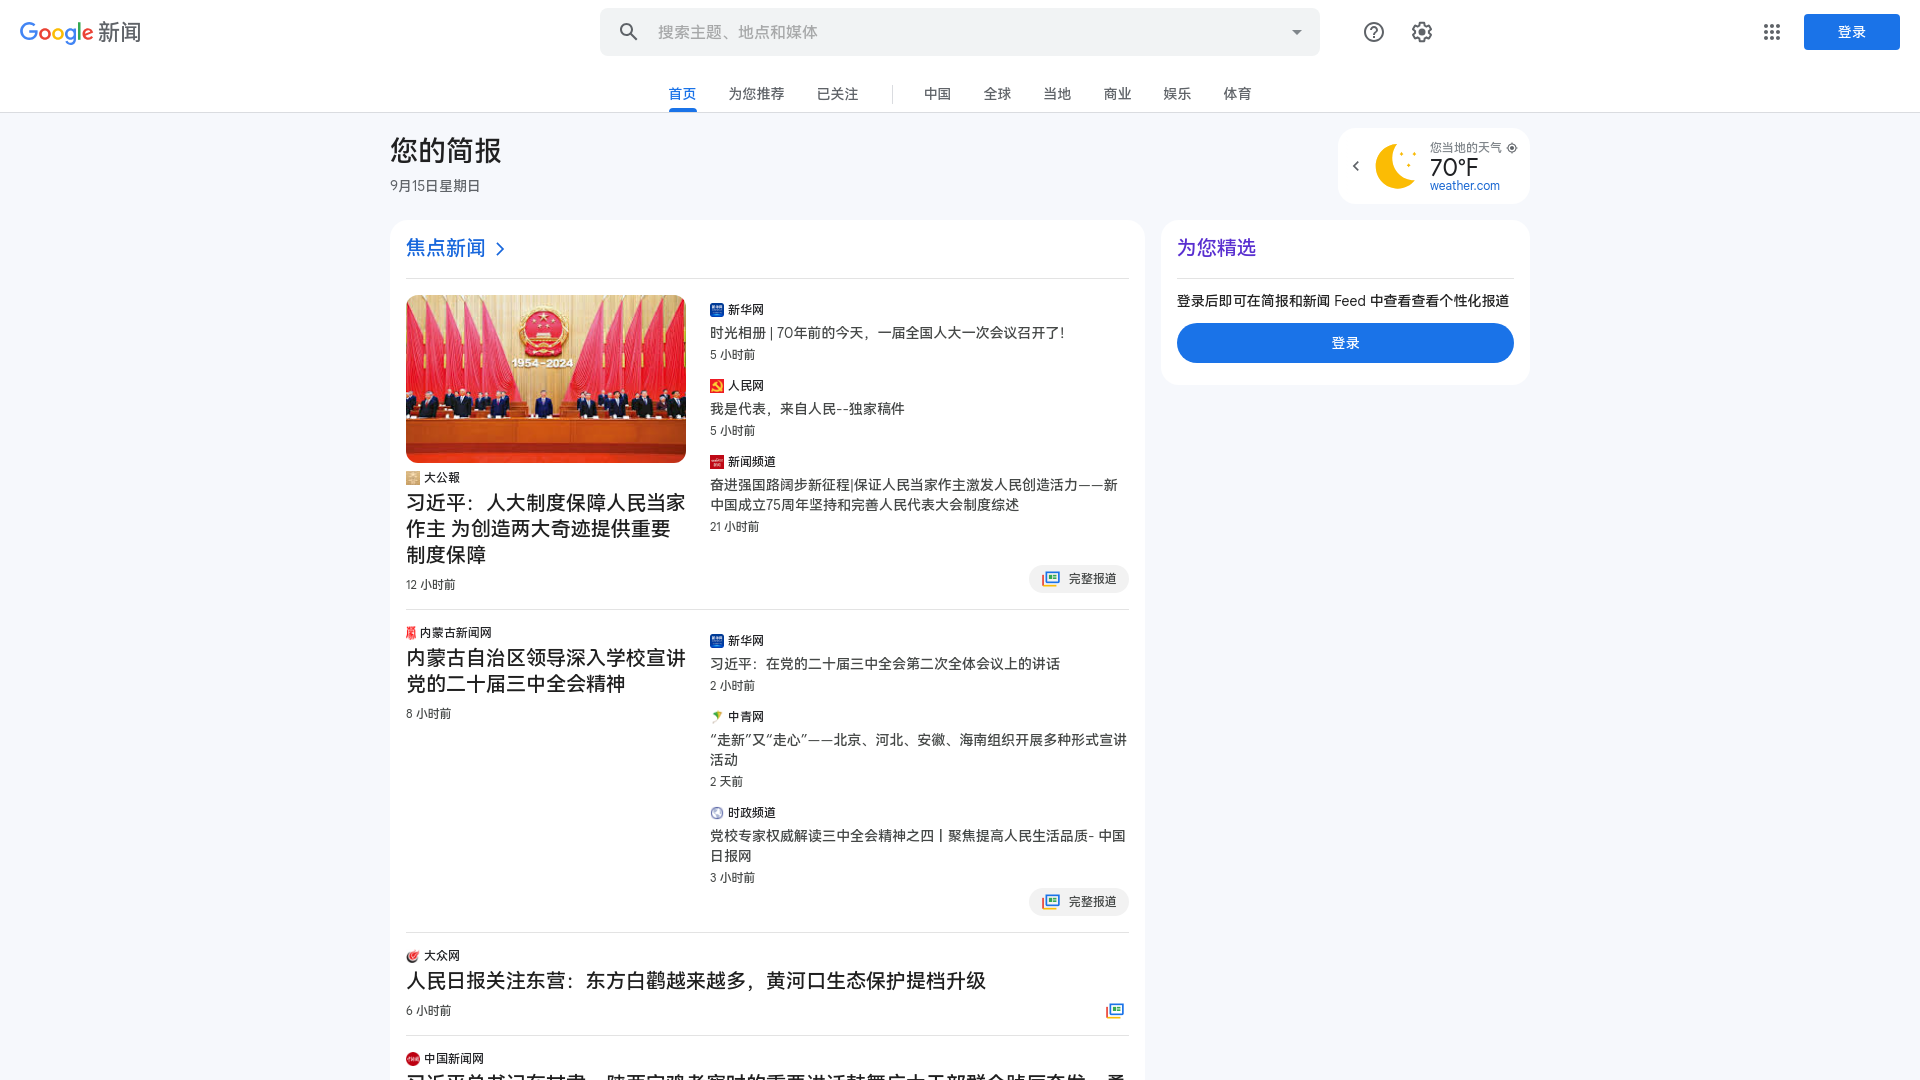 Google 新闻
搜索主题、地点和媒体
登录
首页
为您推荐
已关注
中国
全球
当地
商业
娱乐
体育
您的简报
9月15日星期日
您当地的天气
70°F
weather.com
焦点新闻
1954-2024
大公報
习近平：人大制度保障人民当家
作主 为创造两大奇迹提供重要
制度保障
12 小时前
新华网
时光相册 | 70年前的今天，一届全国人大一次会议召开了！
5 小时前
人民网
我是代表，来自人民--独家稿件
5 小时前
新闻频道
奋进强国路阔步新征程|保证人民当家作主激发人民创造活力——新
中国成立75周年坚持和完善人民代表大会制度综述
21 小时前
完整报道
为您精选
登录后即可在简报和新闻 Feed 中查看查看个性化报道
登录
内蒙古新闻网
内蒙古自治区领导深入学校宣讲
党的二十届三中全会精神
8 小时前
新华网
习近平：在党的二十届三中全会第二次全体会议上的讲话
2 小时前
中青网
“走新”又“走心”——北京、河北、安徽、海南组织开展多种形式宣讲
活动
2 天前
时政频道
党校专家权威解读三中全会精神之四丨聚焦提高人民生活品质- 中国
日报网
3 小时前
完整报道
大众网
人民日报关注东营：东方白鹳越来越多，黄河口生态保护提档升级
6 小时前
中国新闻网